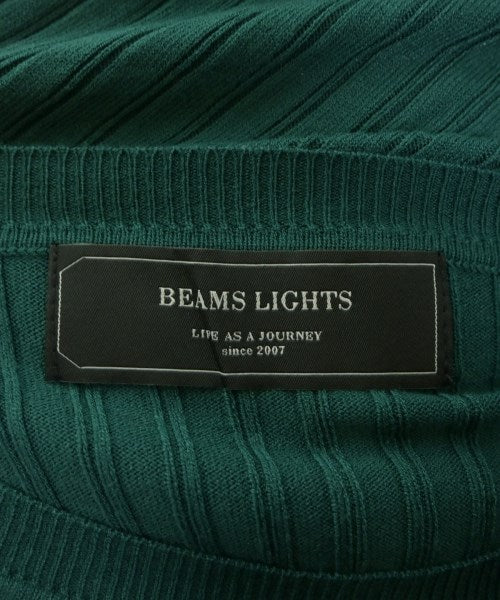 BEAMS LIGHTS
LIFE AS A JOURNEY
since 2007